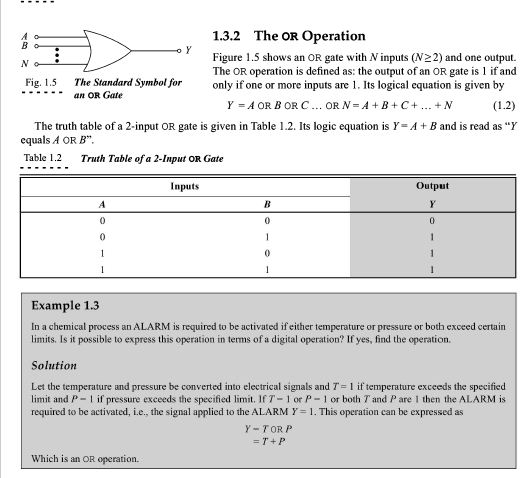 A
B
N
Y
Fig. 1.5 The Standard Symbol for
an OR Gate
1.3.2 The OR Operation
Figure 1.5 shows an OR gate with N inputs (N≥2) and one output.
The OR operation is defined as: the output of an OR gate is 1 if and
only if one or more inputs are 1. Its logical equation is given by
Y = A OR B OR C ... OR N = A + B + C + ... + N (1.2)
The truth table of a 2-input OR gate is given in Table 1.2. Its logic equation is Y = A + B and is read as “Y
equals A OR B”.
Table 1.2 Truth Table of a 2-Input OR Gate
Inputs Output
A B Y
0 0 0
0 1 1
1 0 1
1 1 1
Example 1.3
In a chemical process an ALARM is required to be activated if either temperature or pressure or both exceed certain
limits. Is it possible to express this operation in terms of a digital operation? If yes, find the operation.
Solution
Let the temperature and pressure be converted into electrical signals and T = 1 if temperature exceeds the specified
limit and P = 1 if pressure exceeds the specified limit. If T = 1 or P = 1 or both T and P are 1 then the ALARM is
required to be activated, i.e., the signal applied to the ALARM Y = 1. This operation can be expressed as
Y = T OR P
= T + P
Which is an OR operation.